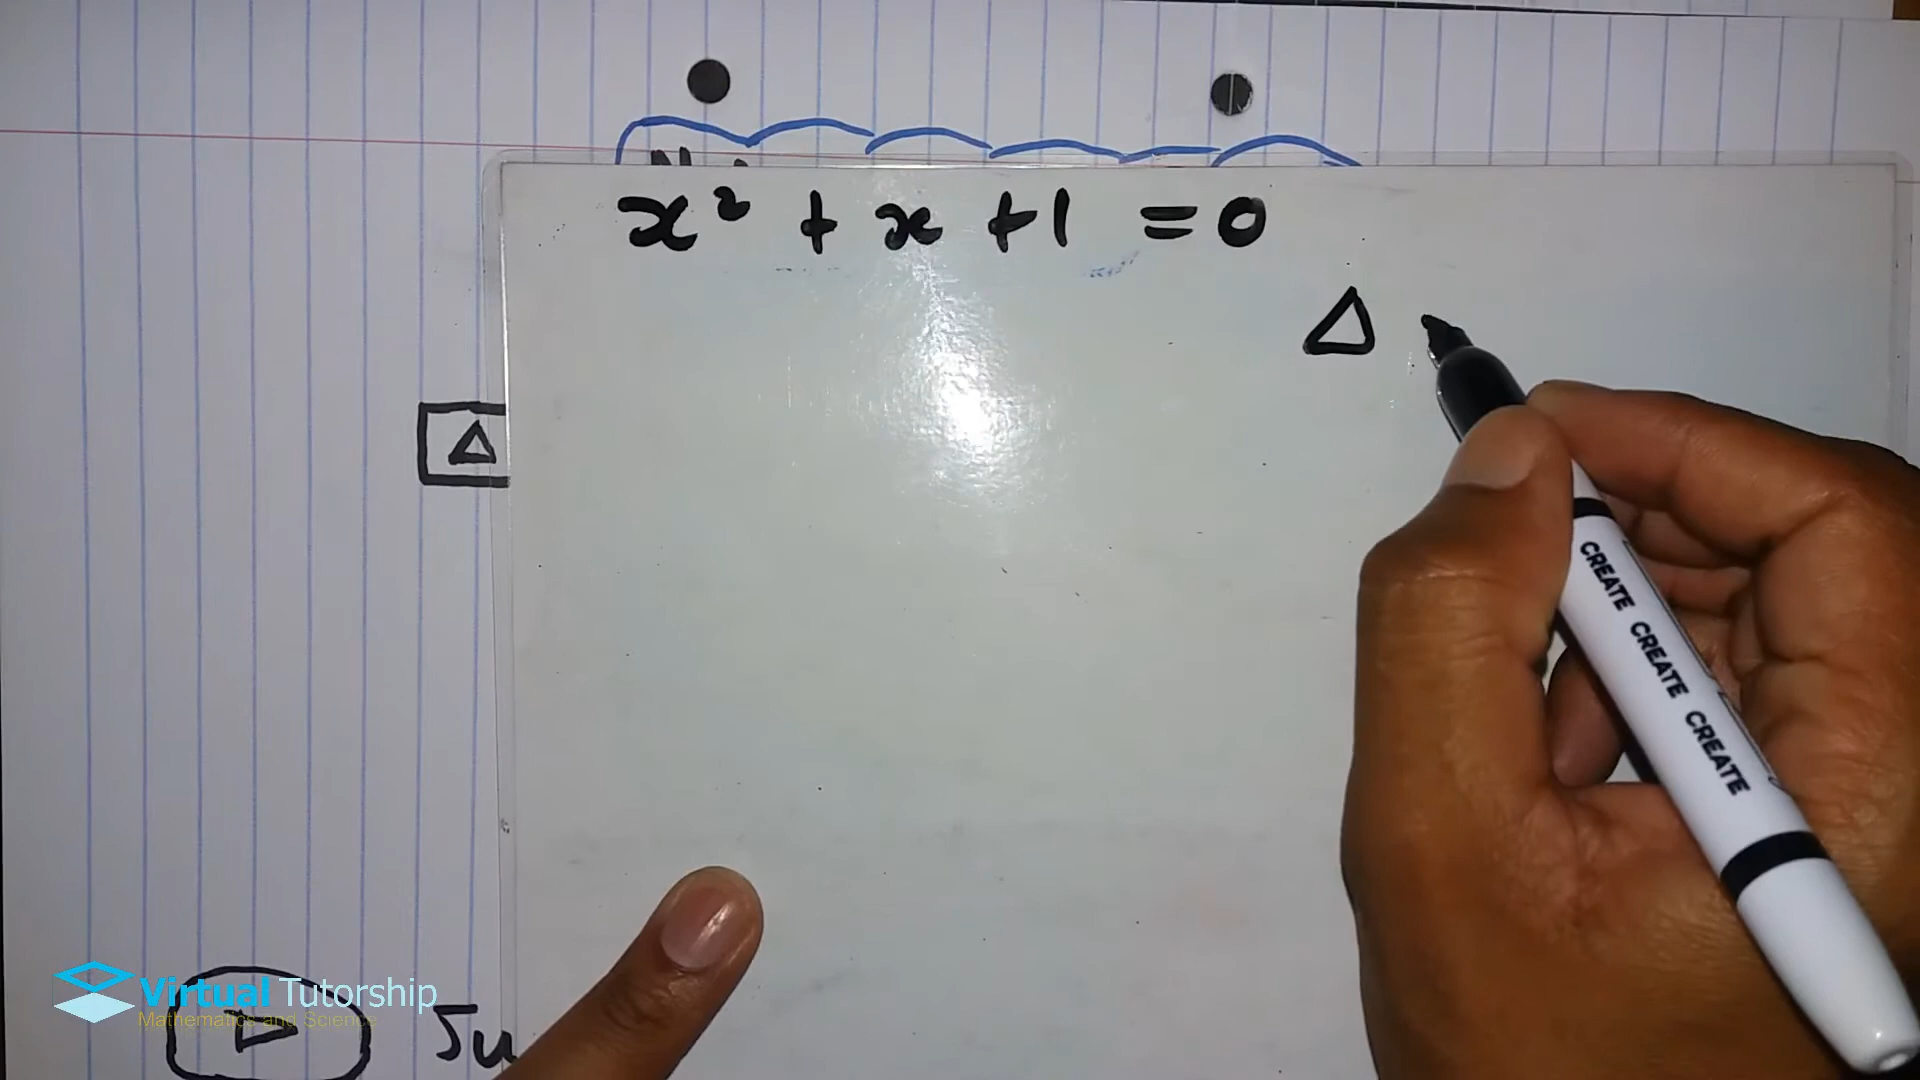 x² + x + 1 = 0
Δ
Δ
CREATE CREATE CREATE
Virtual Tutorship
Mathematics and Science